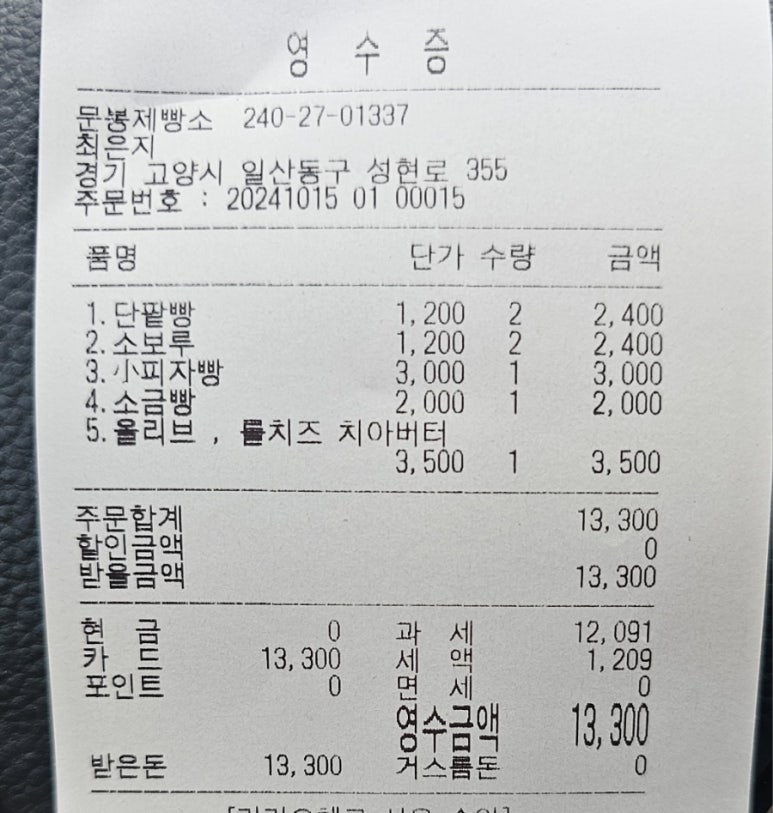 영 수 증
문봉제빵소 240-27-01337
최은지
경기 고양시 일산동구 성현로 355
주문번호 : 20241015 01 00015
품명 단가 수량 금액
1. 단팥빵 1,200 2 2,400
2. 소보루 1,200 2 2,400
3. 小피자빵 3,000 1 3,000
4. 소금빵 2,000 1 2,000
5. 올리브 , 롤치즈 치아버터
3,500 1 3,500
주문합계 13,300
할인금액 0
받을금액 13,300
현 금 0 과 세 12,091
카 드 13,300 세 액 1,209
포인트 0 면 세 0
영수금액 13,300
받은돈 13,300 거스름돈 0